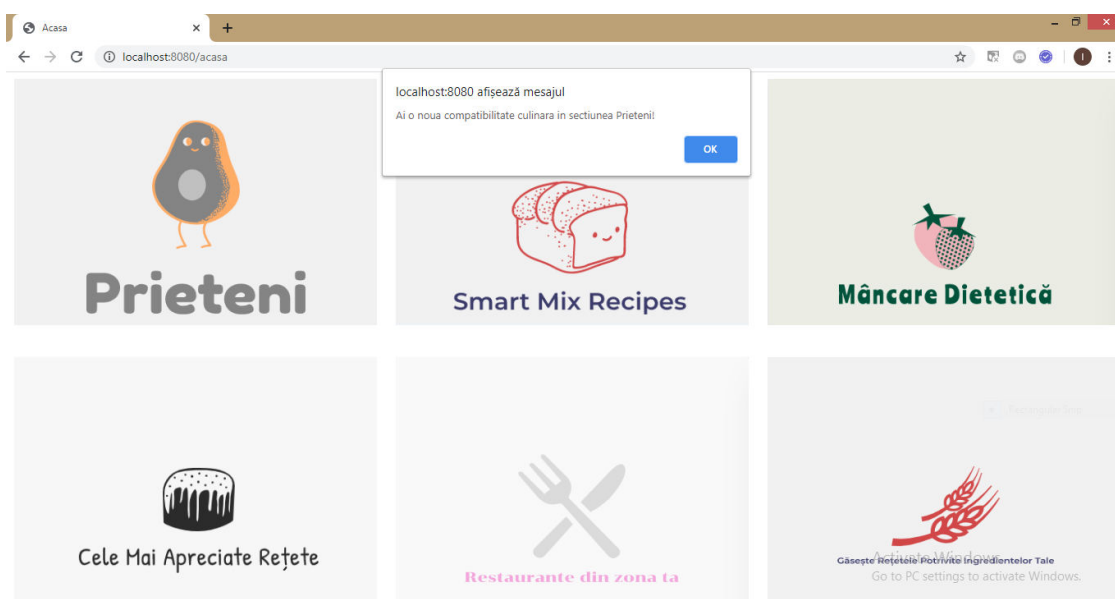 Acasa
localhost:8080/acasa
I
localhost:8080 afișează mesajul
Ai o noua compatibilitate culinara in sectiunea Prieteni!
OK
Prieteni
Smart Mix Recipes
Mâncare Dietetică
Cele Mai Apreciate Rețete
Restaurante din zona ta
Găsește Rețetele Potrivite Ingredientelor Tale
Activate Windows
Go to PC settings to activate Windows.